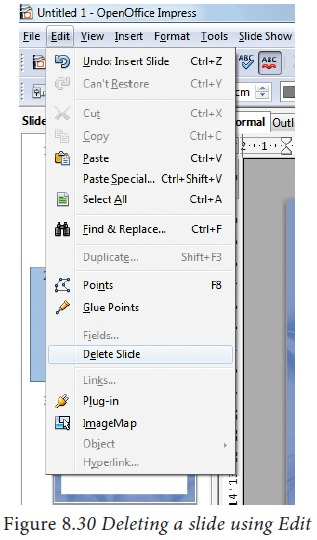 Untitled 1 - OpenOffice Impress
File Edit View Insert Format Tools Slide Show
Undo: Insert Slide Ctrl+Z
Can't Restore Ctrl+Y
cm
Cut Ctrl+X
Slide
ormal Outl
Copy Ctrl+C
Paste Ctrl+V
Paste Special... Ctrl+Shift+V
Select All Ctrl+A
Find & Replace... Ctrl+F
Duplicate... Shift+F3
Points F8
Glue Points
Fields...
Delete Slide
Links...
Plug-in
ImageMap
Object
Hyperlink...
Figure 8.30 Deleting a slide using Edit